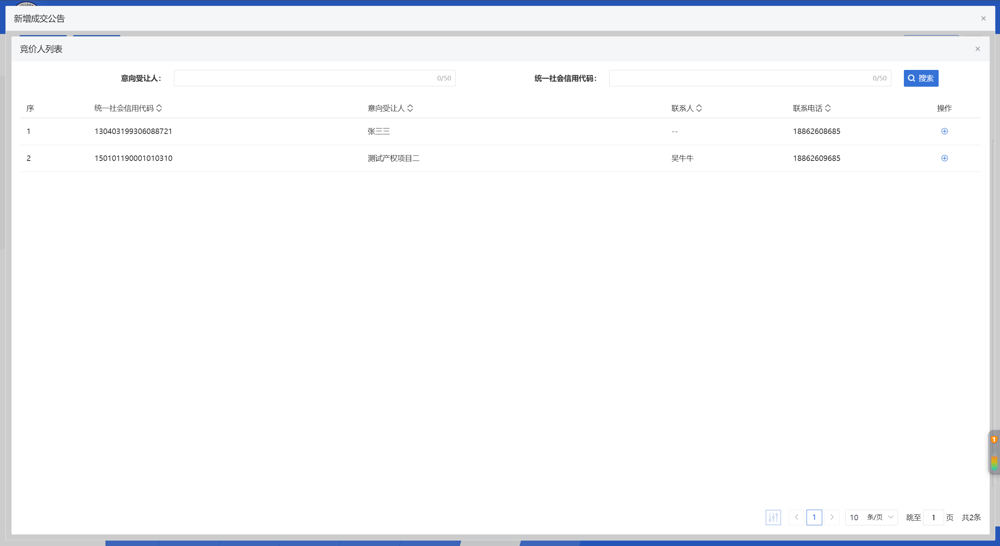 新增成交公告
竞价人列表
意向受让人： 0/50 统一社会信用代码： 0/50 搜索
序 统一社会信用代码 意向受让人 联系人 联系电话 操作
1 130403199306088721 张三三 -- 18862608685
2 150101190001010310 测试产权项目二 吴牛牛 18862609685
1
1 10 条/页 跳至 1 页 共2条